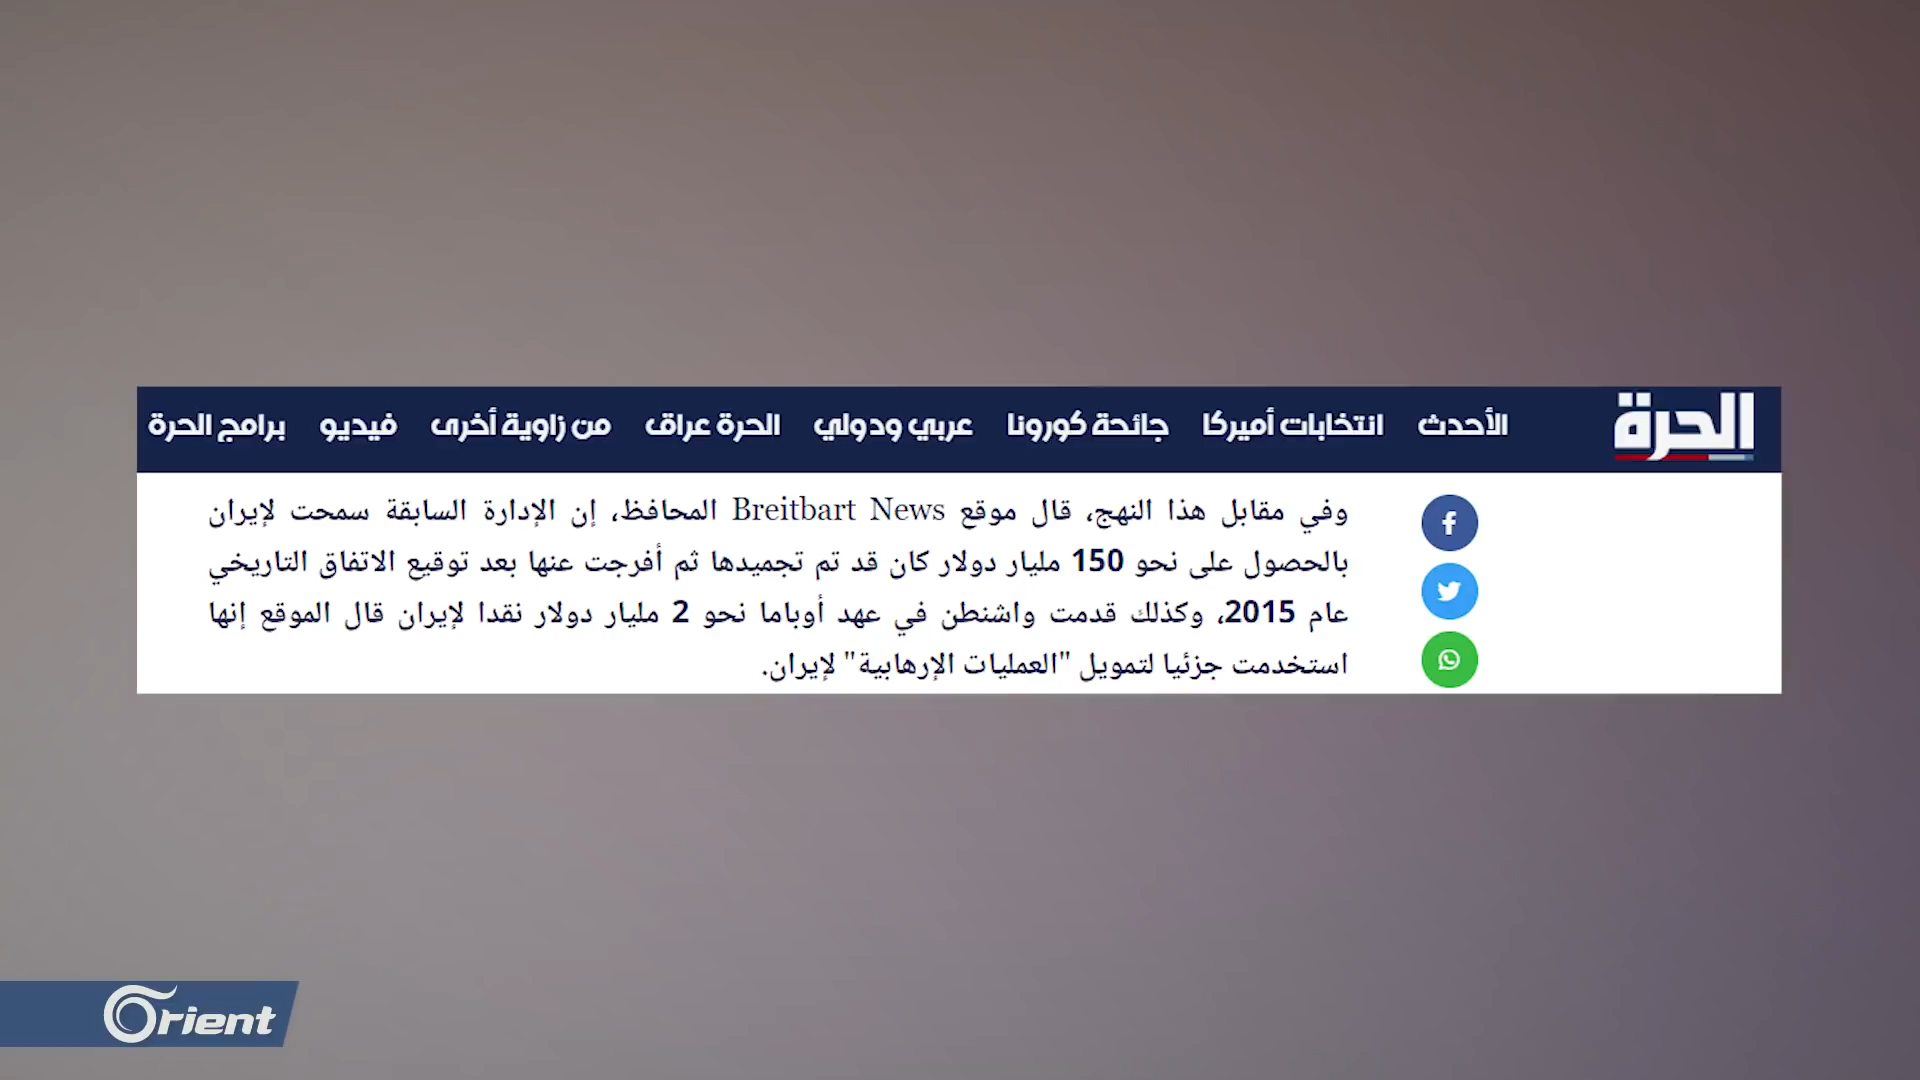 الحرة
الأحدث انتخابات أميركا جائحة كورونا عربي ودولي الحرة عراق من زاوية أخرى فيديو برامج الحرة
وفي مقابل هذا النهج، قال موقع Breitbart News المحافظ، إن الإدارة السابقة سمحت لإيران
بالحصول على نحو 150 مليار دولار كان قد تم تجميدها ثم أفرجت عنها بعد توقيع الاتفاق التاريخي
عام 2015، وكذلك قدمت واشنطن في عهد أوباما نحو 2 مليار دولار نقدا لإيران قال الموقع إنها
استخدمت جزئيا لتمويل "العمليات الإرهابية" لإيران.
Orient